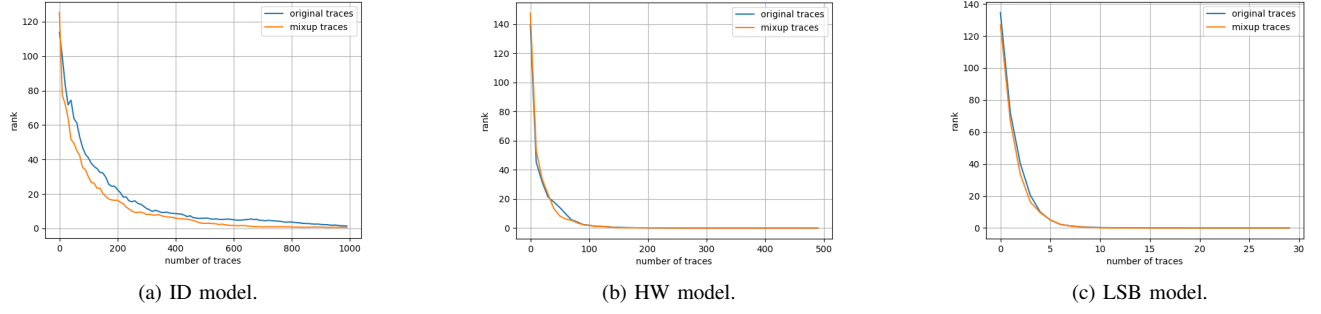 original traces
mixup traces
120
100
80
60
40
20
0
rank
0 200 400 600 800 1000
number of traces
(a) ID model.
original traces
mixup traces
140
120
100
80
60
40
20
0
rank
0 100 200 300 400 500
number of traces
(b) HW model.
original traces
mixup traces
140
120
100
80
60
40
20
0
rank
0 5 10 15 20 25 30
number of traces
(c) LSB model.